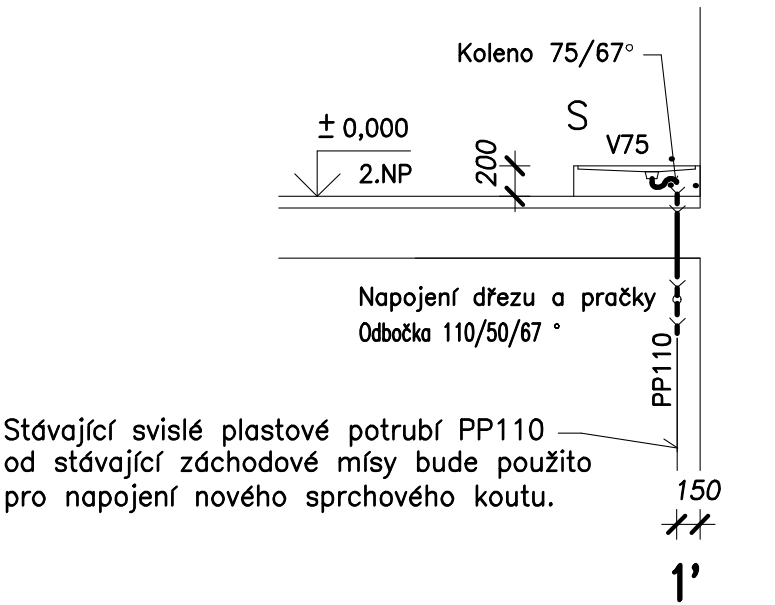 Koleno 75/67°
S
± 0,000
V75
200
2.NP
Napojení dřezu a pračky
Odbočka 110/50/67 °
PP110
Stávající svislé plastové potrubí PP110
od stávající záchodové mísy bude použito
pro napojení nového sprchového koutu.
150
1'